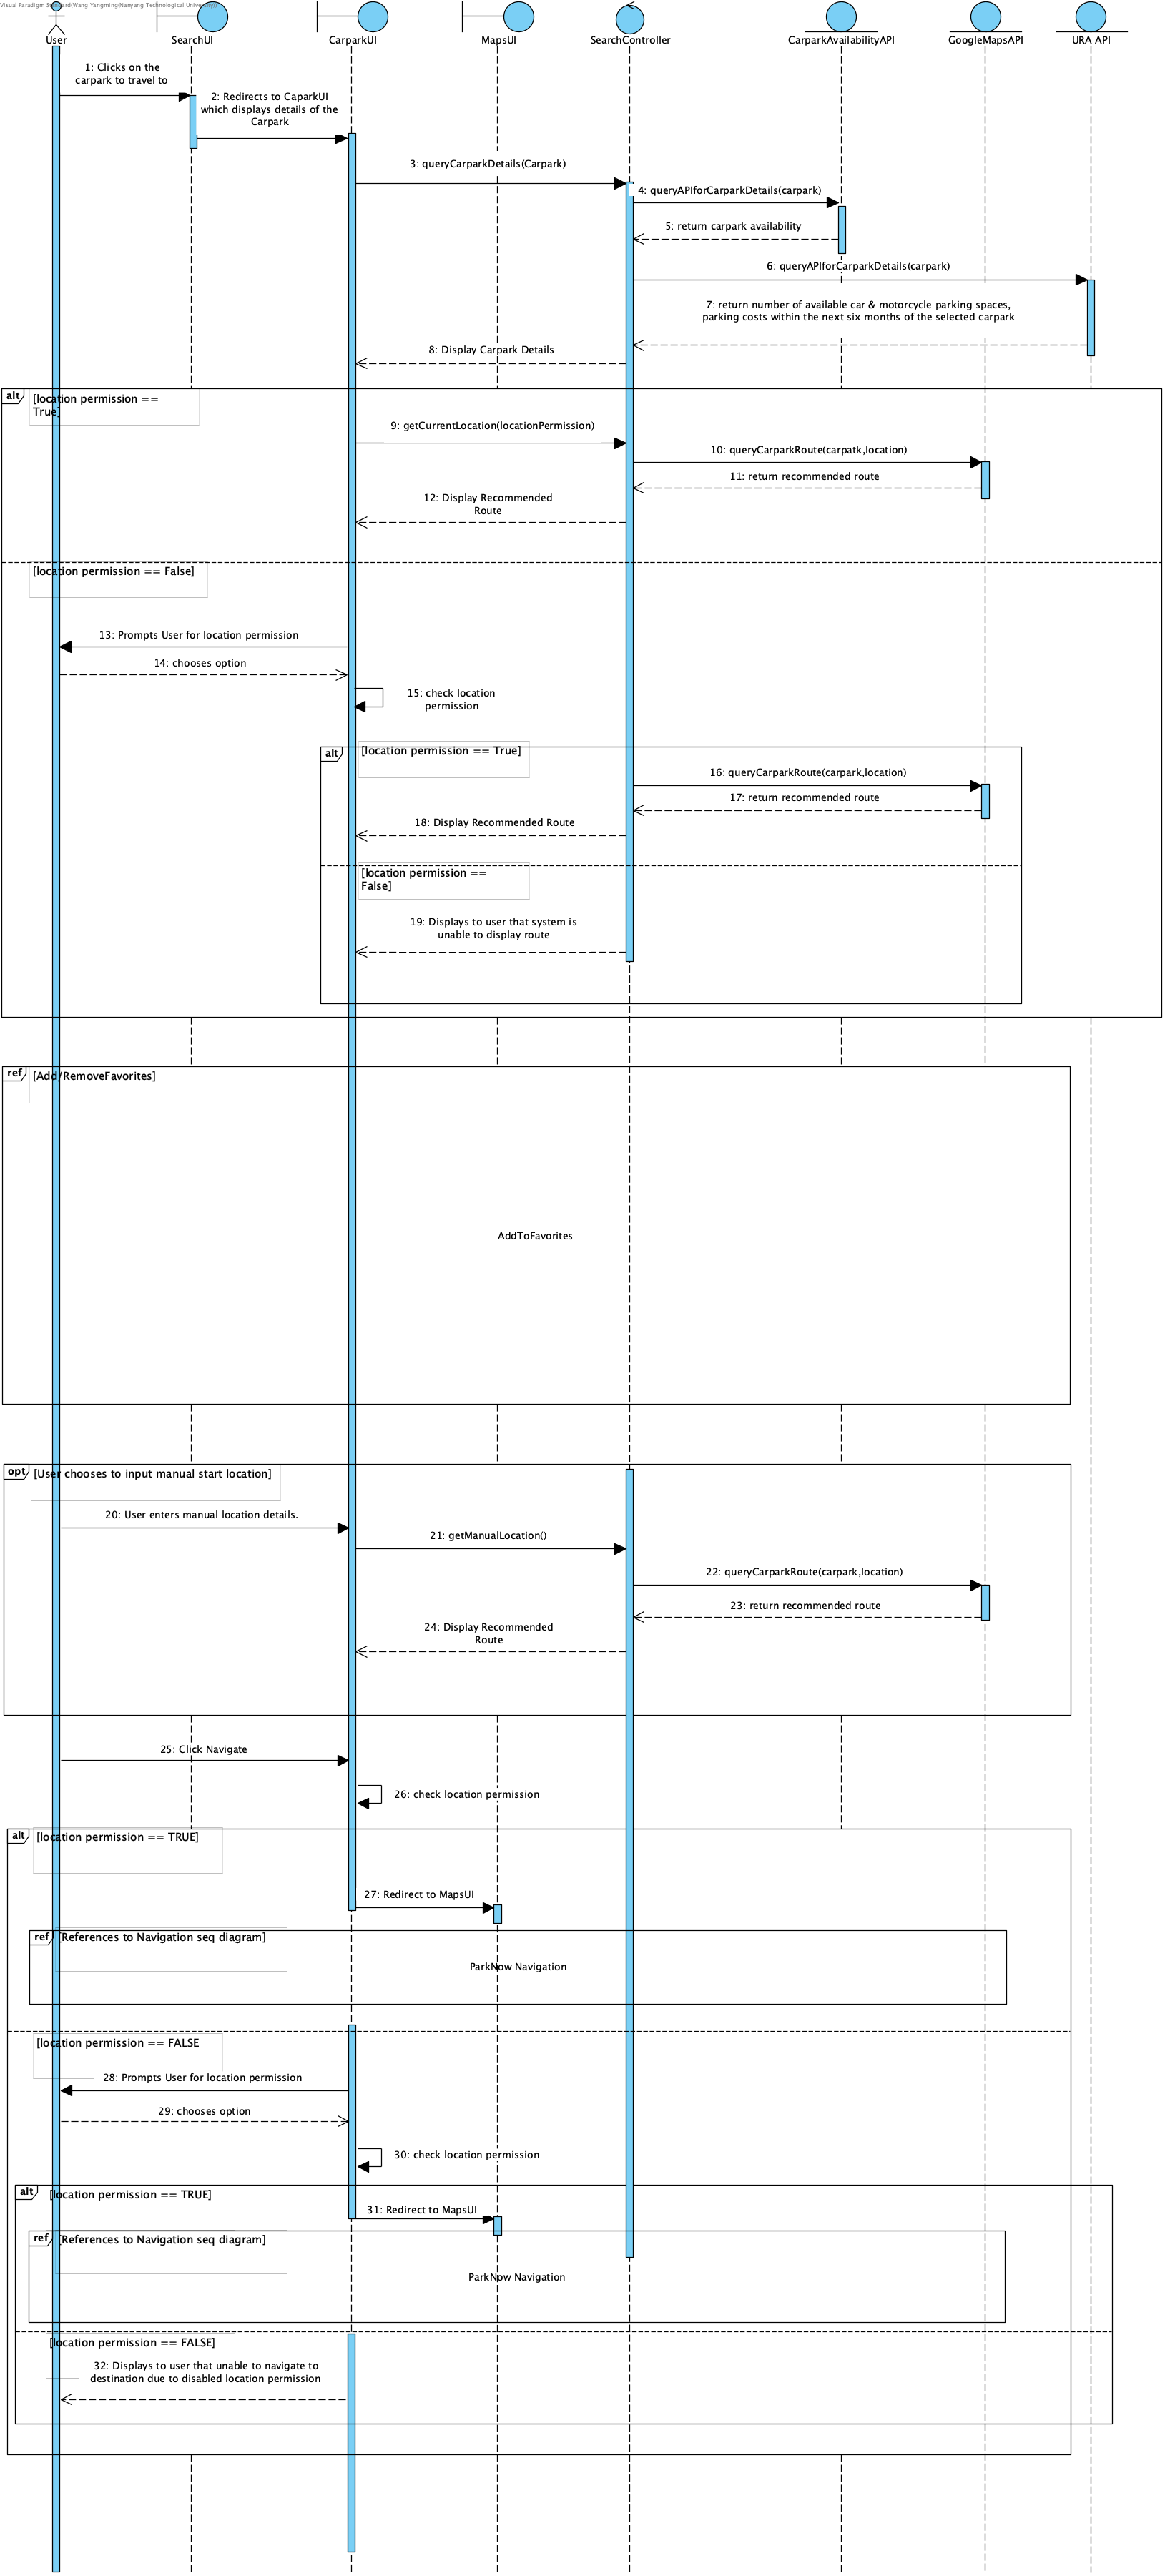 Visual Paradigm Standard(Wang Yangming(Nanyang Technological University))
User
SearchUI
CarparkUI
MapsUI
SearchController
CarparkAvailabilityAPI
GoogleMapsAPI
URA API
1: Clicks on the
carpark to travel to
2: Redirects to CaparkUI
which displays details of the
Carpark
3: queryCarparkDetails(Carpark)
4: queryAPIforCarparkDetails(carpark)
5: return carpark availability
6: queryAPIforCarparkDetails(carpark)
7: return number of available car & motorcycle parking spaces,
parking costs within the next six months of the selected carpark
8: Display Carpark Details
alt
[location permission ==
True]
9: getCurrentLocation(locationPermission)
10: queryCarparkRoute(carpatk,location)
11: return recommended route
12: Display Recommended
Route
[location permission == False]
13: Prompts User for location permission
14: chooses option
15: check location
permission
alt
[location permission == True]
16: queryCarparkRoute(carpark,location)
17: return recommended route
18: Display Recommended Route
[location permission ==
False]
19: Displays to user that system is
unable to display route
ref
[Add/RemoveFavorites]
AddToFavorites
opt
[User chooses to input manual start location]
20: User enters manual location details.
21: getManualLocation()
22: queryCarparkRoute(carpark,location)
23: return recommended route
24: Display Recommended
Route
25: Click Navigate
26: check location permission
alt
[location permission == TRUE]
27: Redirect to MapsUI
ref
[References to Navigation seq diagram]
ParkNow Navigation
[location permission == FALSE
28: Prompts User for location permission
29: chooses option
30: check location permission
alt
[location permission == TRUE]
31: Redirect to MapsUI
ref
[References to Navigation seq diagram]
ParkNow Navigation
[location permission == FALSE]
32: Displays to user that unable to navigate to
destination due to disabled location permission